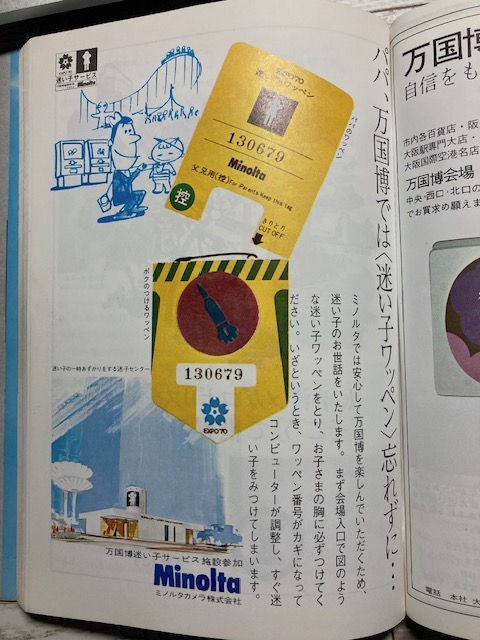 パパ、万国博では〈迷い子ワッペン〉忘れずに・・・
EXPO'70
迷い子サービス
Minolta
EXPO'70
迷い子ワッペン
130679
Minolta
父兄用(控)For Parents Keep this tag
控
きりとり
CUT OFF
ボクのつけるワッペン
130679
EXPO'70
ミノルタでは安心して万国博を楽しんでいただくため、
迷い子のお世話をいたします。まず会場入口で図のよう
な迷い子ワッペンをとり、お子さまの胸に必ずつけてく
ださい。いざというとき、ワッペン番号がカギになって
コンピューターが調整し、すぐ迷
い子をみつけてしまいます。
迷い子の一時あずかりをする迷子センター
万国博迷い子サービス施設参加
Minolta
ミノルタカメラ株式会社
万国博
自信をも
市内各百貨店・阪
大阪駅専門大店・
大阪国際空港名店
万国博会場
中央・西口・北口の
でお買求め願えま
電話 本社 大